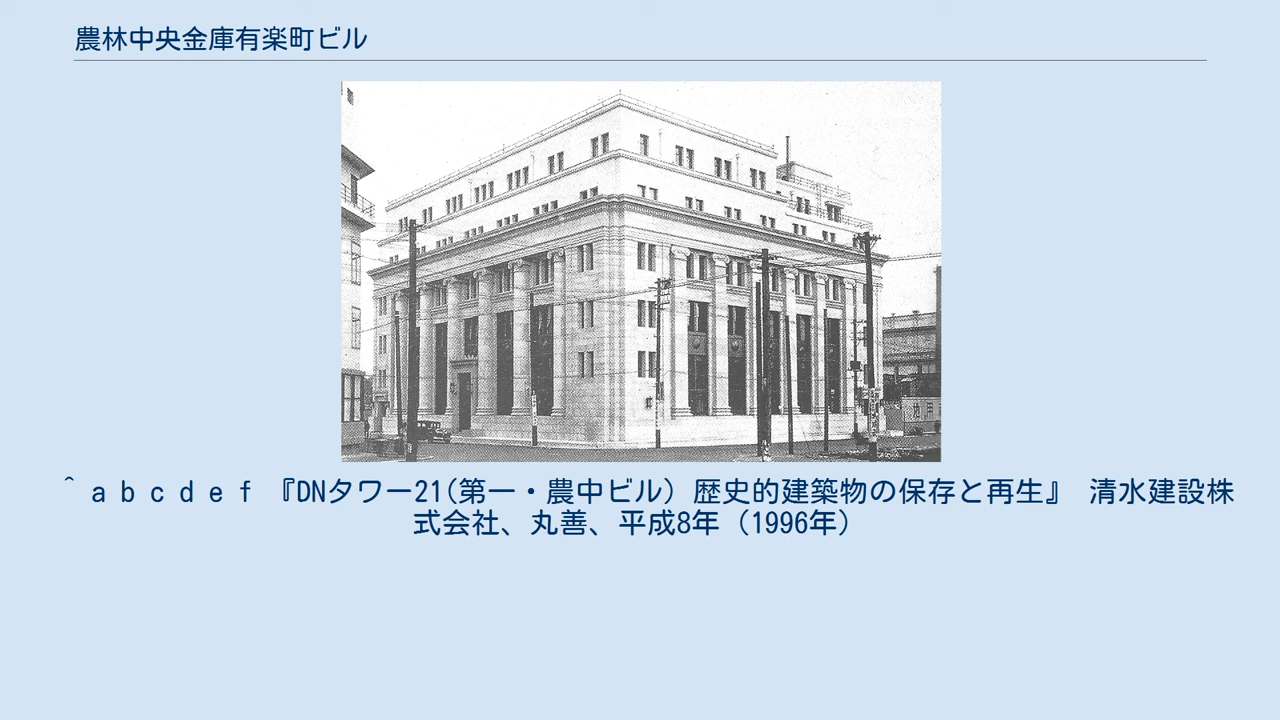 農林中央金庫有楽町ビル
^ a b c d e f 『DNタワー21(第一・農中ビル）歴史的建築物の保存と再生』 清水建設株
式会社、丸善、平成8年（1996年）